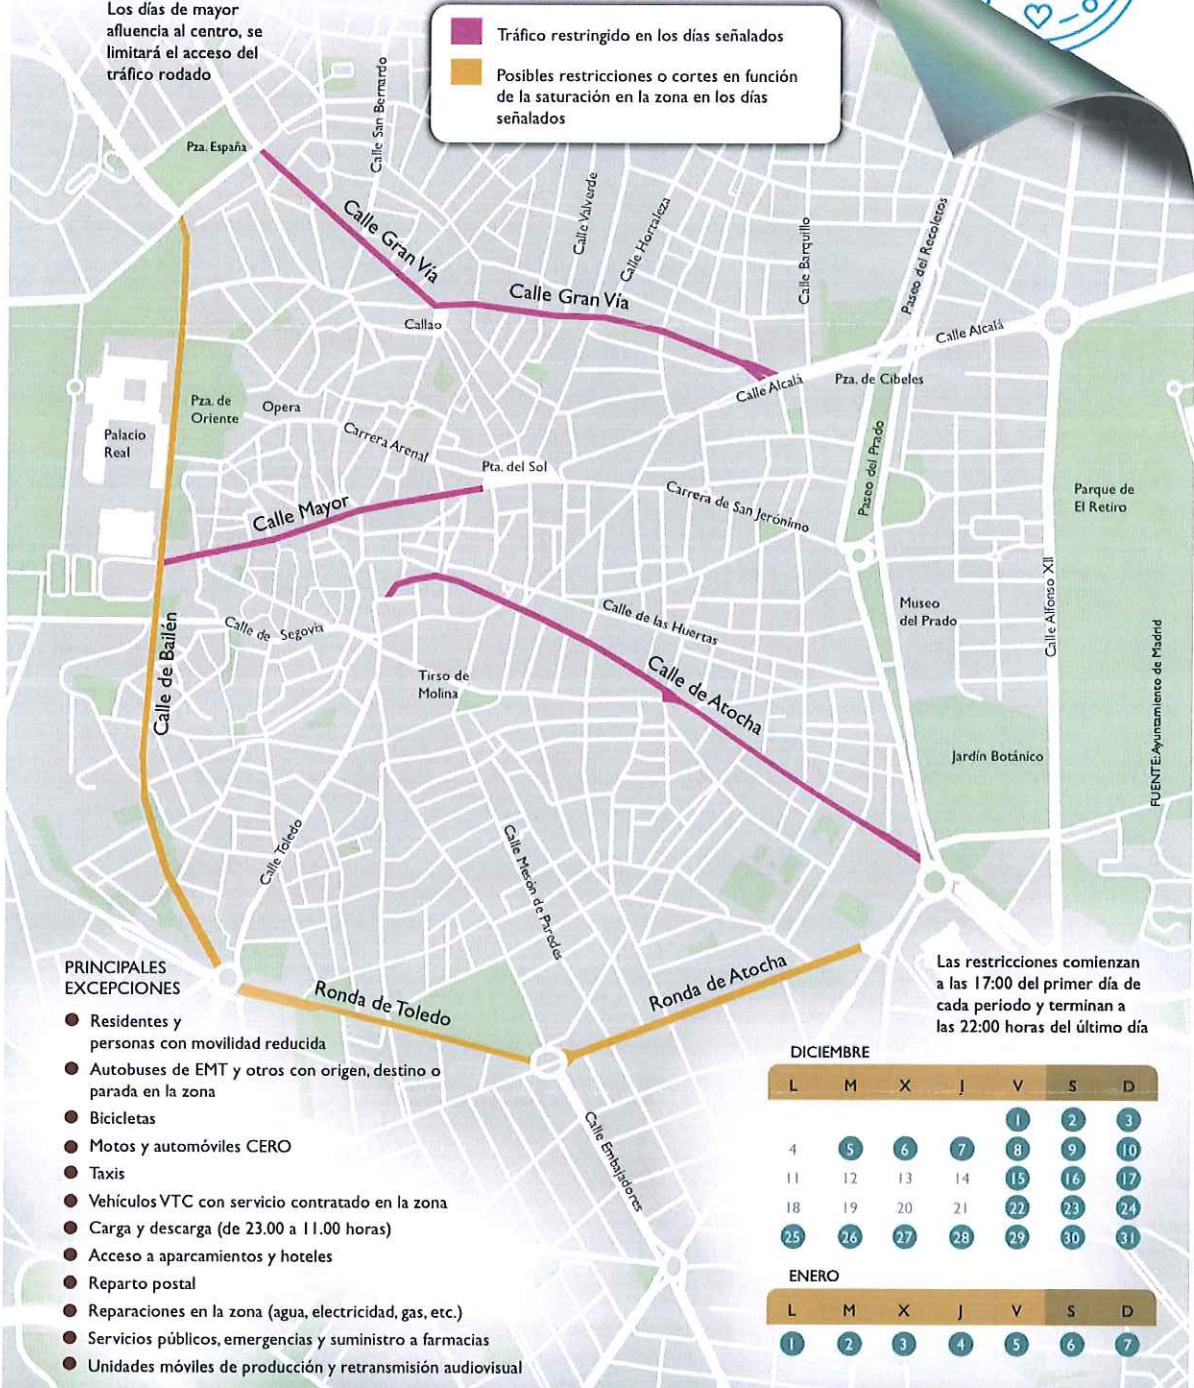 Los días de mayor
afluencia al centro, se
limitará el acceso del
tráfico rodado
Tráfico restringido en los días señalados
Posibles restricciones o cortes en función
de la saturación en la zona en los días
señalados
Pza. España
Calle San Bernardo
Calle Valverde
Calle Hortaleza
Calle Barquillo
Paseo del Recoletos
Calle Gran Vía
Calle Gran Vía
Callao
Calle Alcalá
Calle Alcalá
Pza. de Cibeles
Pza. de
Oriente
Opera
Palacio
Real
Carrera Arenal
Pta. del Sol
Paseo del Prado
Calle Mayor
Carrera de San Jerónimo
Parque de
El Retiro
Calle Alfonso XII
Museo
del Prado
Calle de las Huertas
Calle de Segovia
Calle de Bailén
Tirso de
Molina
Calle de Atocha
Jardín Botánico
FUENTE: Ayuntamiento de Madrid
Calle Toledo
Calle Mesón de Paredes
Ronda de Toledo
Ronda de Atocha
Calle Embajadores
PRINCIPALES
EXCEPCIONES
Residentes y
personas con movilidad reducida
Autobuses de EMT y otros con origen, destino o
parada en la zona
Bicicletas
Motos y automóviles CERO
Taxis
Vehículos VTC con servicio contratado en la zona
Carga y descarga (de 23.00 a 11.00 horas)
Acceso a aparcamientos y hoteles
Reparto postal
Reparaciones en la zona (agua, electricidad, gas, etc.)
Servicios públicos, emergencias y suministro a farmacias
Unidades móviles de producción y retransmisión audiovisual
Las restricciones comienzan
a las 17:00 del primer día de
cada periodo y terminan a
las 22:00 horas del último día
DICIEMBRE
L M X J V S D
1 2 3
4 5 6 7 8 9 10
11 12 13 14 15 16 17
18 19 20 21 22 23 24
25 26 27 28 29 30 31
ENERO
L M X J V S D
1 2 3 4 5 6 7